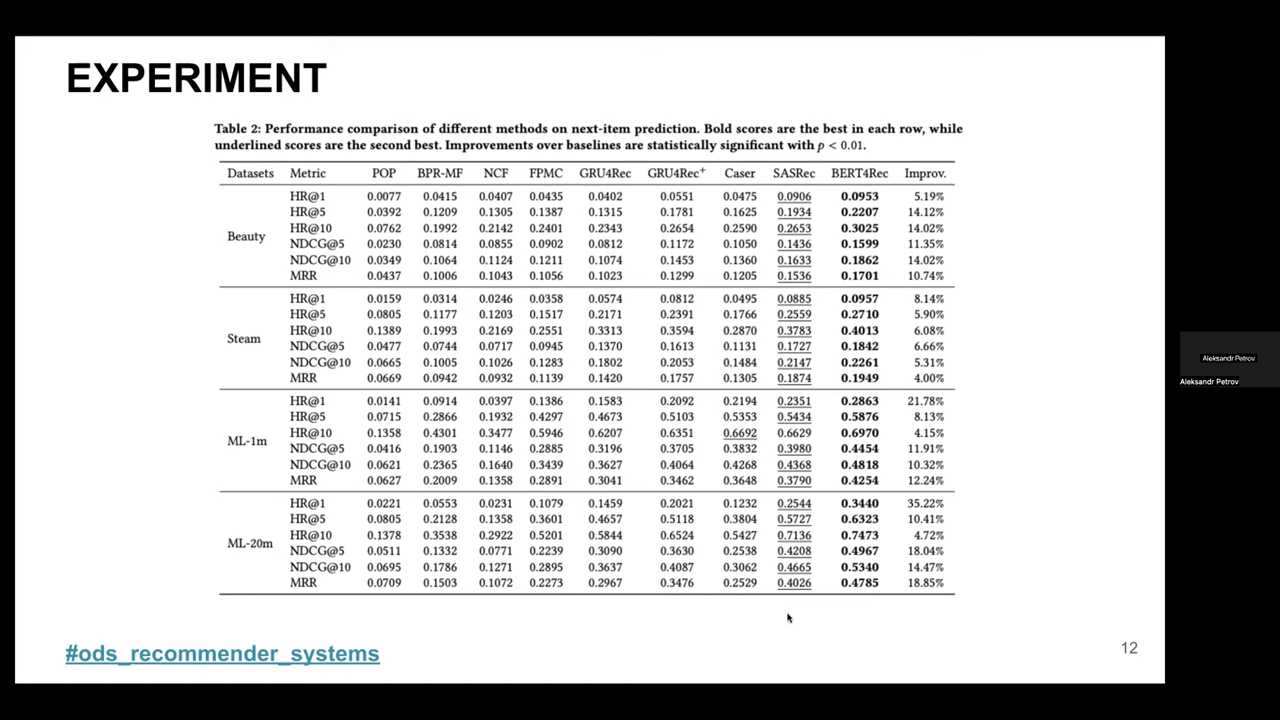 EXPERIMENT
Table 2: Performance comparison of different methods on next-item prediction. Bold scores are the best in each row, while
underlined scores are the second best. Improvements over baselines are statistically significant with p < 0.01.
Datasets Metric POP BPR-MF NCF FPMC GRU4Rec GRU4Rec+ Caser SASRec BERT4Rec Improv.
HR@1 0.0077 0.0415 0.0407 0.0435 0.0402 0.0551 0.0475 0.0906 0.0953 5.19%
HR@5 0.0392 0.1209 0.1305 0.1387 0.1315 0.1781 0.1625 0.1934 0.2207 14.12%
HR@10 0.0762 0.1992 0.2142 0.2401 0.2343 0.2654 0.2590 0.2653 0.3025 14.02%
Beauty
NDCG@5 0.0230 0.0814 0.0855 0.0902 0.0812 0.1172 0.1050 0.1436 0.1599 11.35%
NDCG@10 0.0349 0.1064 0.1124 0.1211 0.1074 0.1453 0.1360 0.1633 0.1862 14.02%
MRR 0.0437 0.1006 0.1043 0.1056 0.1023 0.1299 0.1205 0.1536 0.1701 10.74%
HR@1 0.0159 0.0314 0.0246 0.0358 0.0574 0.0812 0.0495 0.0885 0.0957 8.14%
HR@5 0.0805 0.1177 0.1203 0.1517 0.2171 0.2391 0.1766 0.2559 0.2710 5.90%
HR@10 0.1389 0.1993 0.2169 0.2551 0.3313 0.3594 0.2870 0.3783 0.4013 6.08%
Steam
NDCG@5 0.0477 0.0744 0.0717 0.0945 0.1370 0.1613 0.1131 0.1727 0.1842 6.66%
NDCG@10 0.0665 0.1005 0.1026 0.1283 0.1802 0.2053 0.1484 0.2147 0.2261 5.31%
MRR 0.0669 0.0942 0.0932 0.1139 0.1420 0.1757 0.1305 0.1874 0.1949 4.00%
HR@1 0.0141 0.0914 0.0397 0.1386 0.1583 0.2092 0.2194 0.2351 0.2863 21.78%
HR@5 0.0715 0.2866 0.1932 0.4297 0.4673 0.5103 0.5353 0.5434 0.5876 8.13%
HR@10 0.1358 0.4301 0.3477 0.5946 0.6207 0.6351 0.6692 0.6629 0.6970 4.15%
ML-1m
NDCG@5 0.0416 0.1903 0.1146 0.2885 0.3196 0.3705 0.3832 0.3980 0.4454 11.91%
NDCG@10 0.0621 0.2365 0.1640 0.3439 0.3627 0.4064 0.4268 0.4368 0.4818 10.32%
MRR 0.0627 0.2009 0.1358 0.2891 0.3041 0.3462 0.3648 0.3790 0.4254 12.24%
HR@1 0.0221 0.0553 0.0231 0.1079 0.1459 0.2021 0.1232 0.2544 0.3440 35.22%
HR@5 0.0805 0.2128 0.1358 0.3601 0.4657 0.5118 0.3804 0.5727 0.6323 10.41%
HR@10 0.1378 0.3538 0.2922 0.5201 0.5844 0.6524 0.5427 0.7136 0.7473 4.72%
ML-20m
NDCG@5 0.0511 0.1332 0.0771 0.2239 0.3090 0.3630 0.2538 0.4208 0.4967 18.04%
NDCG@10 0.0695 0.1786 0.1271 0.2895 0.3637 0.4087 0.3062 0.4665 0.5340 14.47%
MRR 0.0709 0.1503 0.1072 0.2273 0.2967 0.3476 0.2529 0.4026 0.4785 18.85%
#ods_recommender_systems
12
Aleksandr Petrov
Aleksandr Petrov